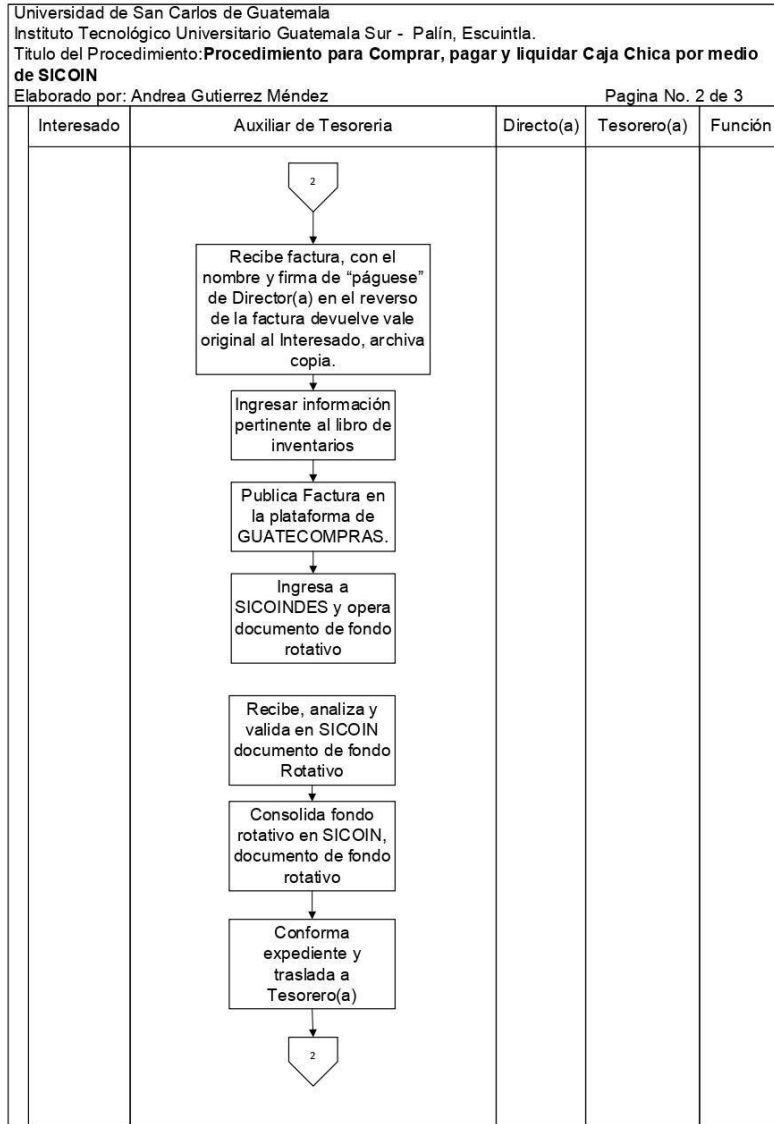 Universidad de San Carlos de Guatemala
Instituto Tecnológico Universitario Guatemala Sur - Palín, Escuintla.
Titulo del Procedimiento:Procedimiento para Comprar, pagar y liquidar Caja Chica por medio
de SICOIN
Elaborado por: Andrea Gutierrez Méndez Pagina No. 2 de 3
Interesado Auxiliar de Tesoreria Directo(a) Tesorero(a) Función
2
Recibe factura, con el
nombre y firma de “páguese”
de Director(a) en el reverso
de la factura devuelve vale
original al Interesado, archiva
copia.
Ingresar información
pertinente al libro de
inventarios
Publica Factura en
la plataforma de
GUATECOMPRAS.
Ingresa a
SICOINDES y opera
documento de fondo
rotativo
Recibe, analiza y
valida en SICOIN
documento de fondo
Rotativo
Consolida fondo
rotativo en SICOIN,
documento de fondo
rotativo
Conforma
expediente y
traslada a
Tesorero(a)
2